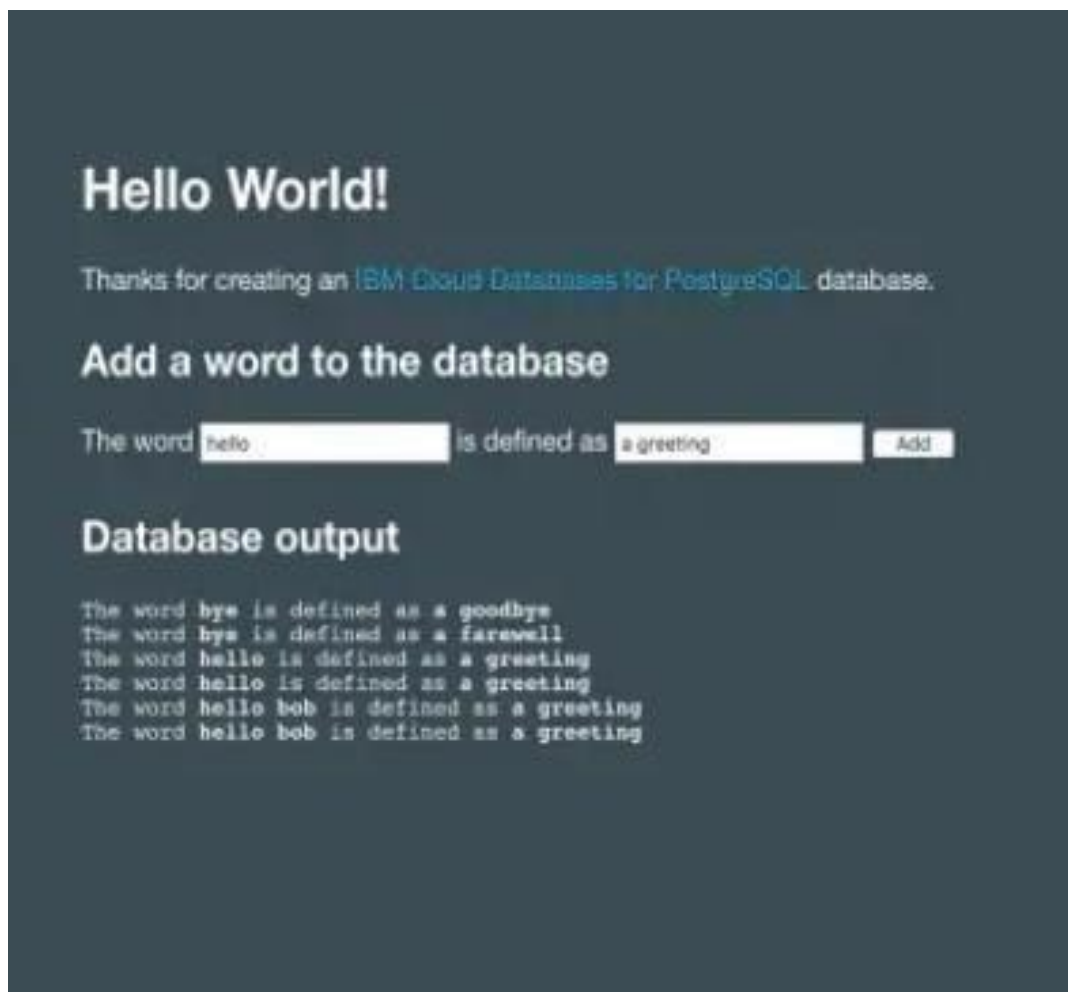 Hello World!
Thanks for creating an IBM Cloud Databases for PostgreSQL database.
Add a word to the database
The word hello is defined as a greeting Add
Database output
The word bye is defined as a goodbye
The word bye is defined as a farewell
The word hello is defined as a greeting
The word hello is defined as a greeting
The word hello bob is defined as a greeting
The word hello bob is defined as a greeting